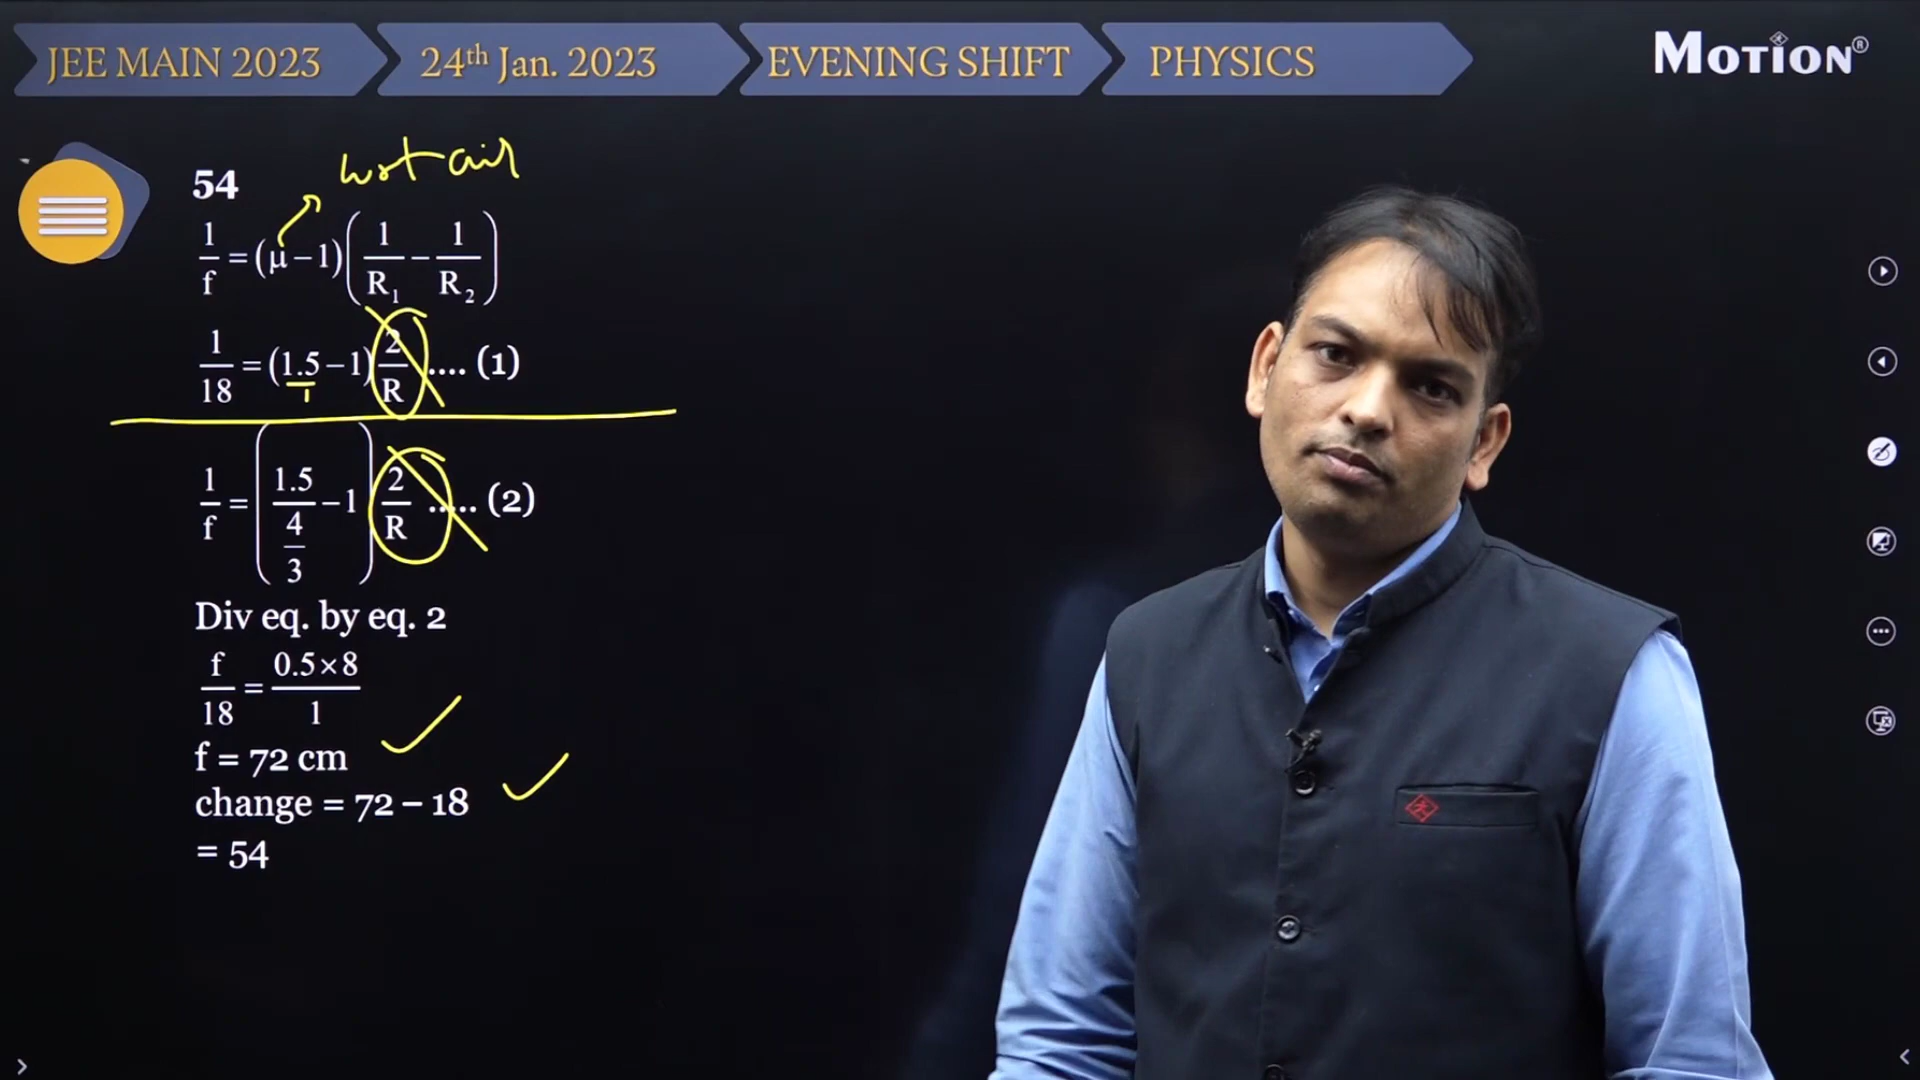 JEE MAIN 2023 24th Jan. 2023 EVENING SHIFT PHYSICS MOTION®
wrt air
54
1/f = (μ – 1)(1/R₁ – 1/R₂)
1/18 = (1.5 – 1) 2/R .... (1)
1/f = (1.5/(4/3) – 1) 2/R ..... (2)
Div eq. by eq. 2
f/18 = 0.5×8/1
f = 72 cm
change = 72 – 18
= 54